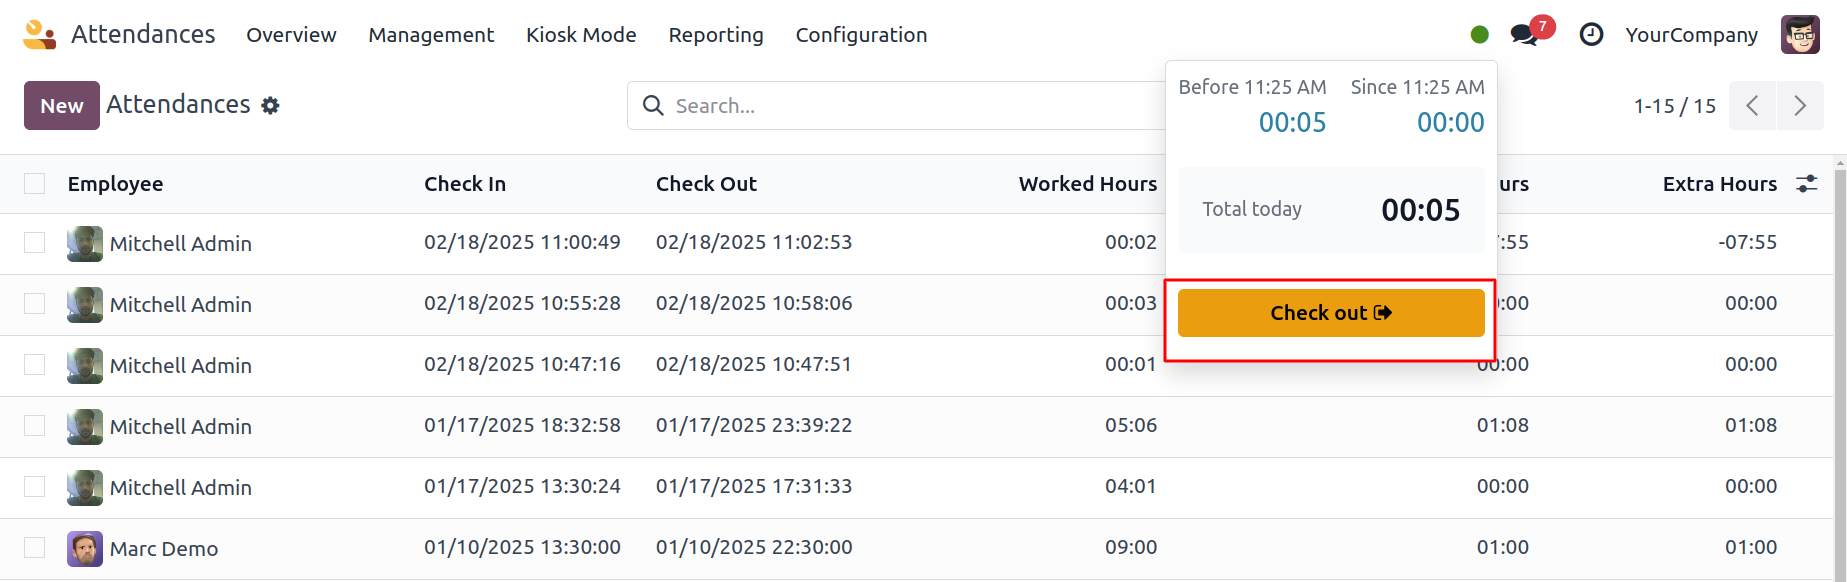 Attendances Overview Management Kiosk Mode Reporting Configuration 7 YourCompany
New Attendances Search... 1-15 / 15
Before 11:25 AM Since 11:25 AM
00:05 00:00
Total today 00:05
Check out
Employee Check In Check Out Worked Hours urs Extra Hours
Mitchell Admin 02/18/2025 11:00:49 02/18/2025 11:02:53 00:02 :55 -07:55
Mitchell Admin 02/18/2025 10:55:28 02/18/2025 10:58:06 00:03 :00 00:00
Mitchell Admin 02/18/2025 10:47:16 02/18/2025 10:47:51 00:01 00:00 00:00
Mitchell Admin 01/17/2025 18:32:58 01/17/2025 23:39:22 05:06 01:08 01:08
Mitchell Admin 01/17/2025 13:30:24 01/17/2025 17:31:33 04:01 00:00 00:00
Marc Demo 01/10/2025 13:30:00 01/10/2025 22:30:00 09:00 01:00 01:00